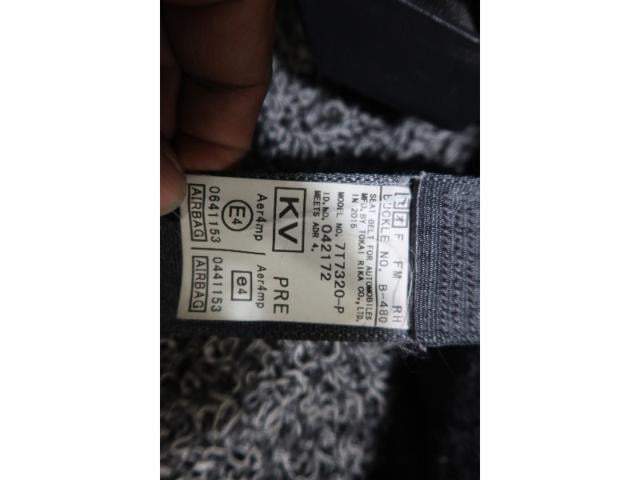 F FM RH
BUCKLE NO. B-480
SEAT BELT FOR AUTOMOBILES
MFD.BY TOKAI RIKA CO., LTD.
IN 2015
MODEL NO. 7T7320-P
ID.NO. 042172
MEETS ADR 4.
KV PRE
Aer4mp Aer4mp
E4 e4
0641153 0441153
AIRBAG AIRBAG